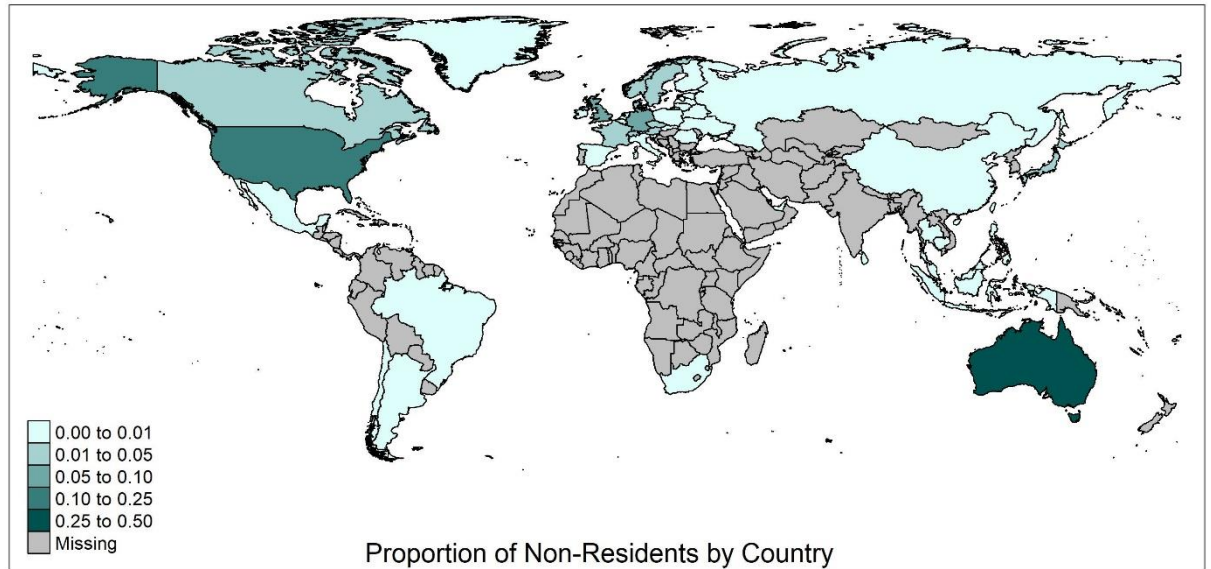 0.00 to 0.01
0.01 to 0.05
0.05 to 0.10
0.10 to 0.25
0.25 to 0.50
Missing
Proportion of Non-Residents by Country